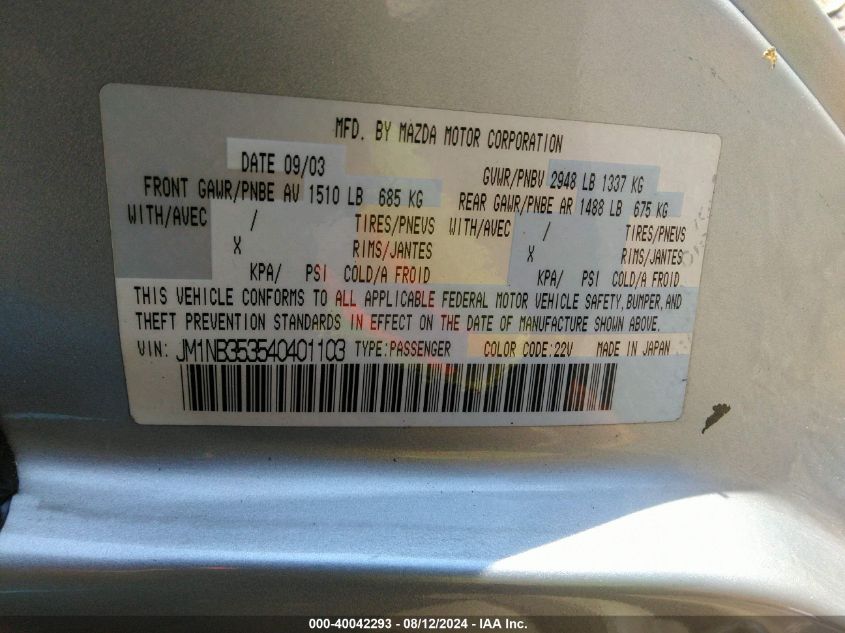 MFD. BY MAZDA MOTOR CORPORATION
DATE 09/03 GVWR/PNBV 2948 LB 1337 KG
FRONT GAWR/PNBE AV 1510 LB 685 KG REAR GAWR/PNBE AR 1488 LB 675 KG
WITH/AVEC / TIRES/PNEUS WITH/AVEC / TIRES/PNEUS
X RIMS/JANTES X RIMS/JANTES
KPA/ PSI COLD/A FROID KPA/ PSI COLD/A FROID
THIS VEHICLE CONFORMS TO ALL APPLICABLE FEDERAL MOTOR VEHICLE SAFETY, BUMPER, AND
THEFT PREVENTION STANDARDS IN EFFECT ON THE DATE OF MANUFACTURE SHOWN ABOVE.
VIN: JM1NB353540401103 TYPE:PASSENGER COLOR CODE:22V MADE IN JAPAN
000-40042293 - 08/12/2024 - IAA Inc.